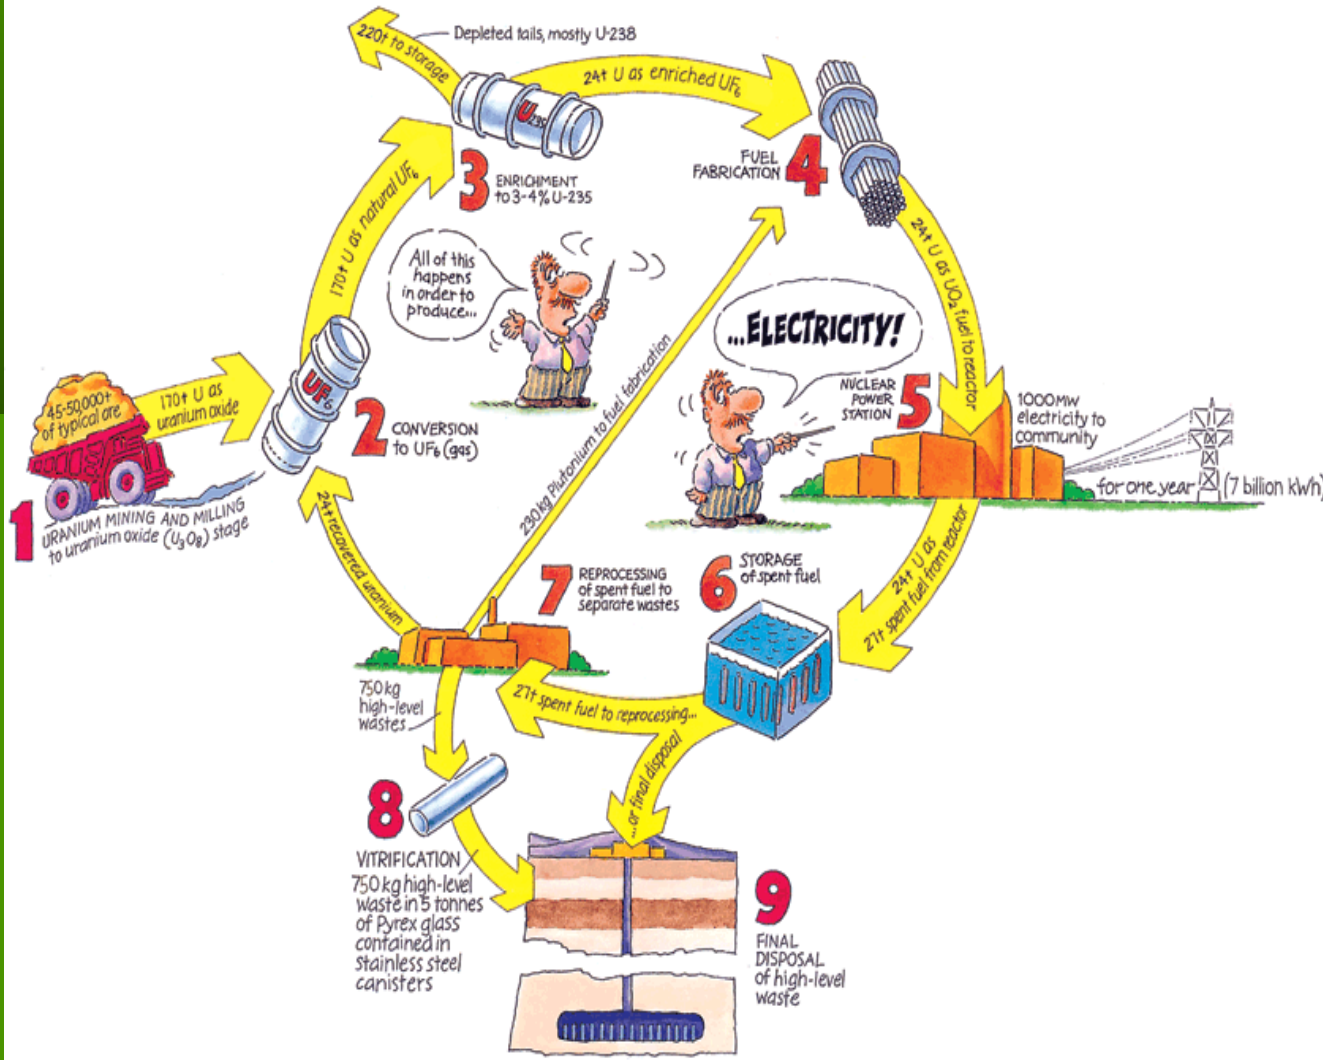 220t to storage
Depleted tails, mostly U-238
24t U as enriched UF₆
U235
3
ENRICHMENT
to 3-4% U-235
FUEL
FABRICATION
4
170t U as natural UF₆
All of this
happens
in order to
produce...
24t U as UO₂ fuel to reactor
...ELECTRICITY!
45-50,000t
of typical ore
170t U as
uranium oxide
UF₆
2
CONVERSION
to UF₆ (gas)
230 kg Plutonium to fuel fabrication
NUCLEAR
POWER
STATION
5
1000MW
electricity to
community
for one year
(7 billion kWh)
1
URANIUM MINING AND MILLING
to uranium oxide (U₃O₈) stage
24t recovered uranium
7
REPROCESSING
of spent fuel to
separate wastes
6
STORAGE
of spent fuel
24t U as
27t spent fuel from reactor
750 kg
high-level
wastes
27t spent fuel to reprocessing...
...or final disposal
8
VITRIFICATION
750 kg high-level
waste in 5 tonnes
of Pyrex glass
contained in
stainless steel
canisters
9
FINAL
DISPOSAL
of high-level
waste